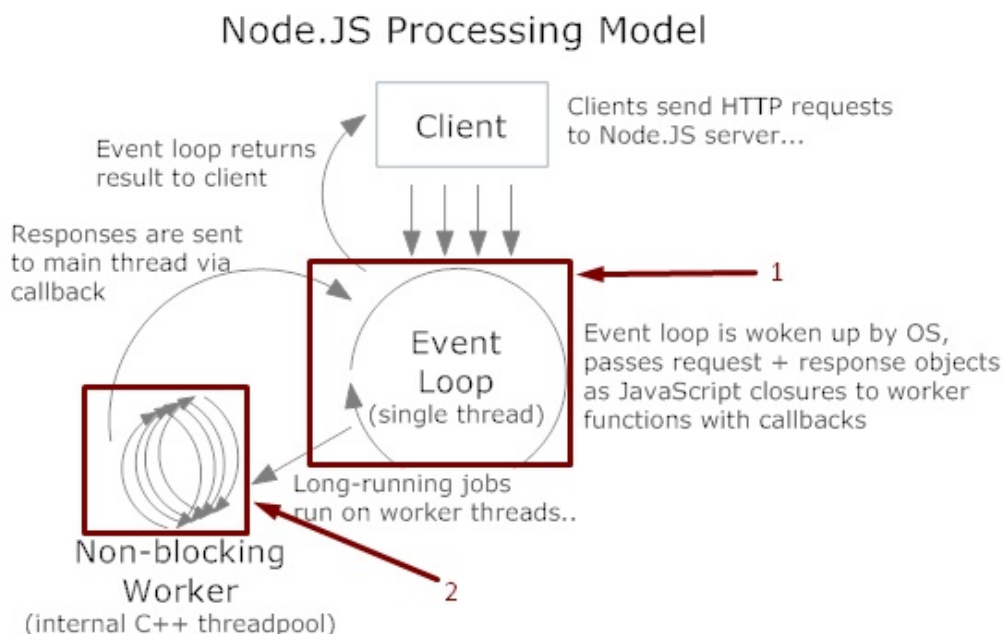 Node.JS Processing Model
Client
Clients send HTTP requests
to Node.JS server...
Event loop returns
result to client
Responses are sent
to main thread via
callback
1
Event
Loop
(single thread)
Event loop is woken up by OS,
passes request + response objects
as JavaScript closures to worker
functions with callbacks
Long-running jobs
run on worker threads..
2
Non-blocking
Worker
(internal C++ threadpool)